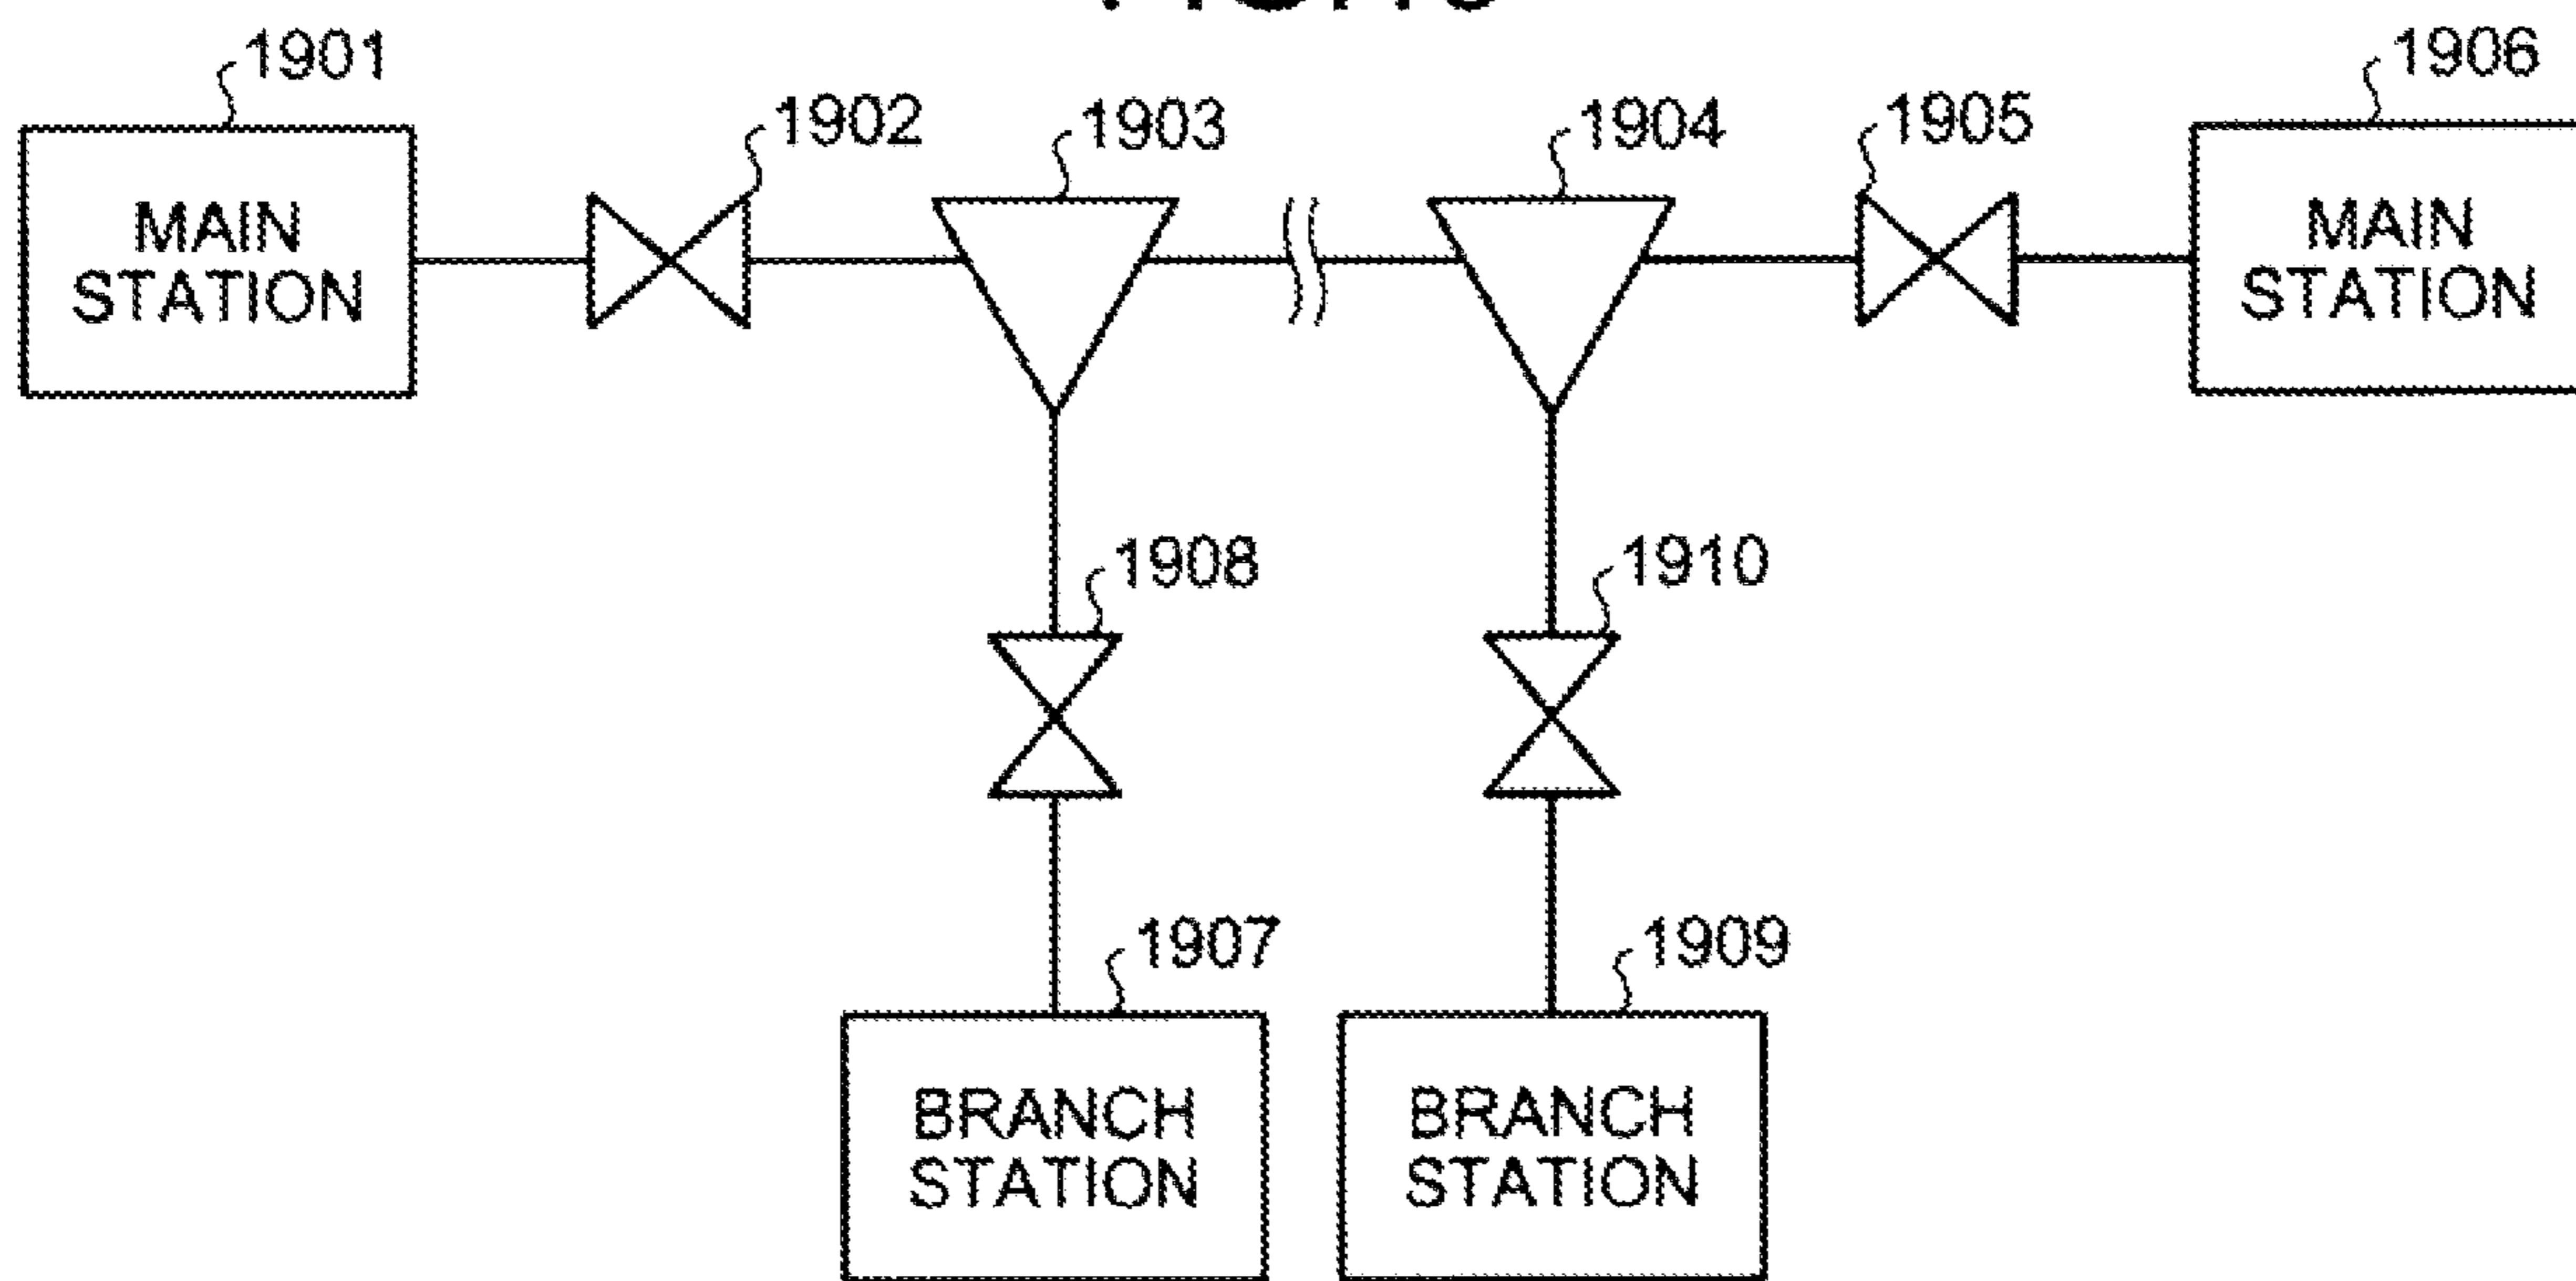 1901
1902
1903
1904
1905
1906
MAIN
STATION
MAIN
STATION
1908
1910
1907
1909
BRANCH
STATION
BRANCH
STATION